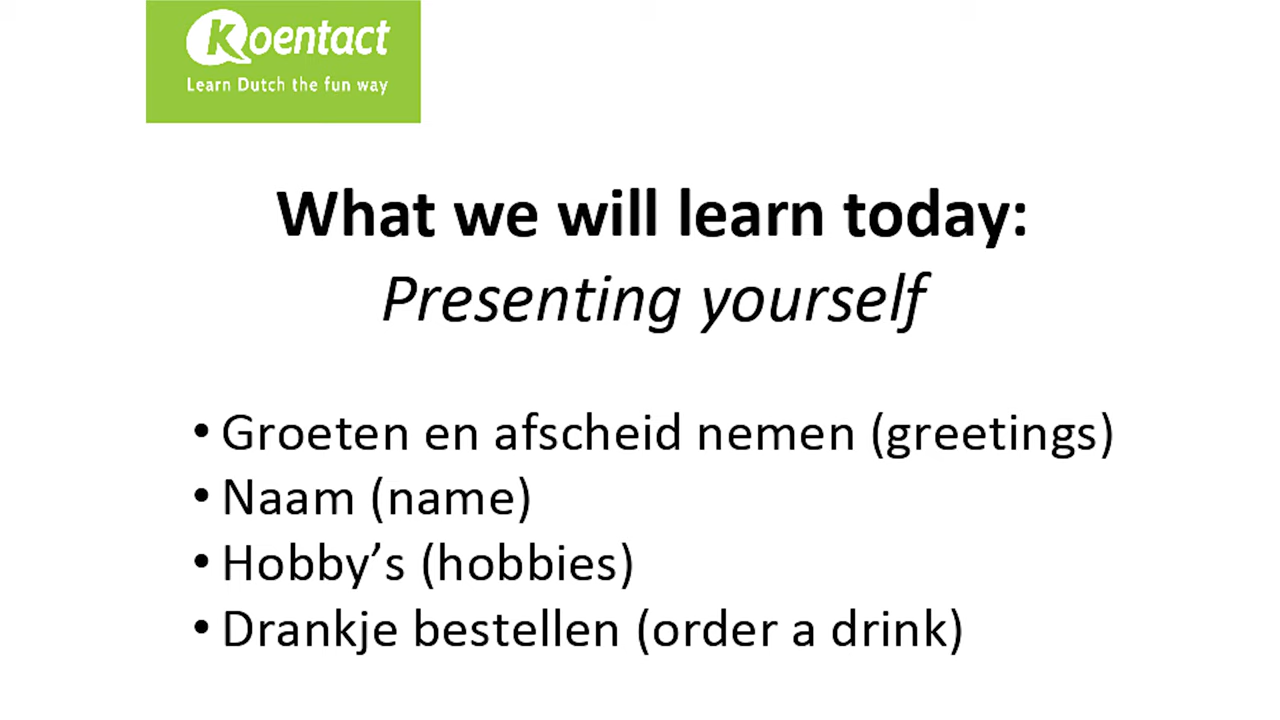 Koentact
Learn Dutch the fun way
What we will learn today:
Presenting yourself
• Groeten en afscheid nemen (greetings)
• Naam (name)
• Hobby’s (hobbies)
• Drankje bestellen (order a drink)